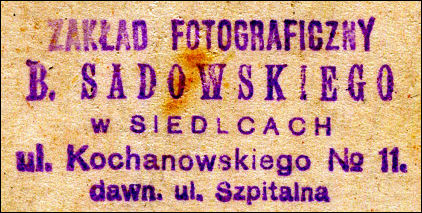 ZAKŁAD FOTOGRAFICZNY
B. SADOWSKIEGO
w SIEDLCACH
ul. Kochanowskiego № 11.
dawn. ul. Szpitalna